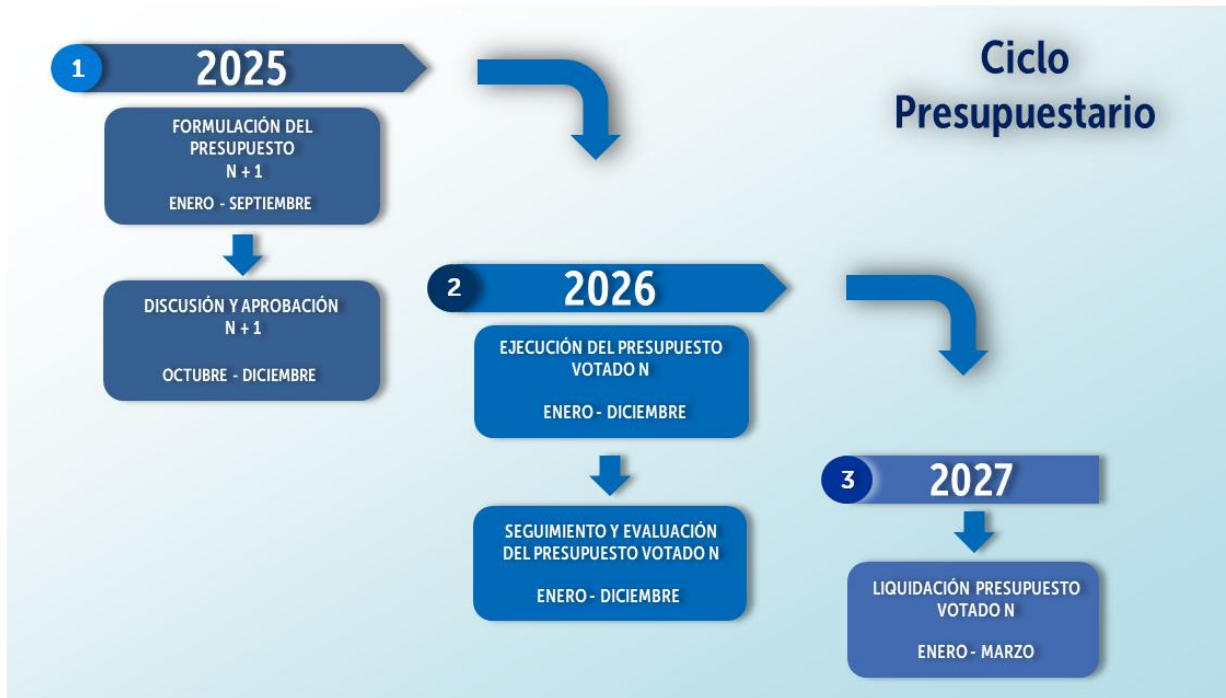 Ciclo
Presupuestario
1
2025
FORMULACIÓN DEL
PRESUPUESTO
N + 1
ENERO - SEPTIEMBRE
DISCUSIÓN Y APROBACIÓN
N + 1
OCTUBRE - DICIEMBRE
2
2026
EJECUCIÓN DEL PRESUPUESTO
VOTADO N
ENERO - DICIEMBRE
SEGUIMIENTO Y EVALUACIÓN
DEL PRESUPUESTO VOTADO N
ENERO - DICIEMBRE
3
2027
LIQUIDACIÓN PRESUPUESTO
VOTADO N
ENERO - MARZO